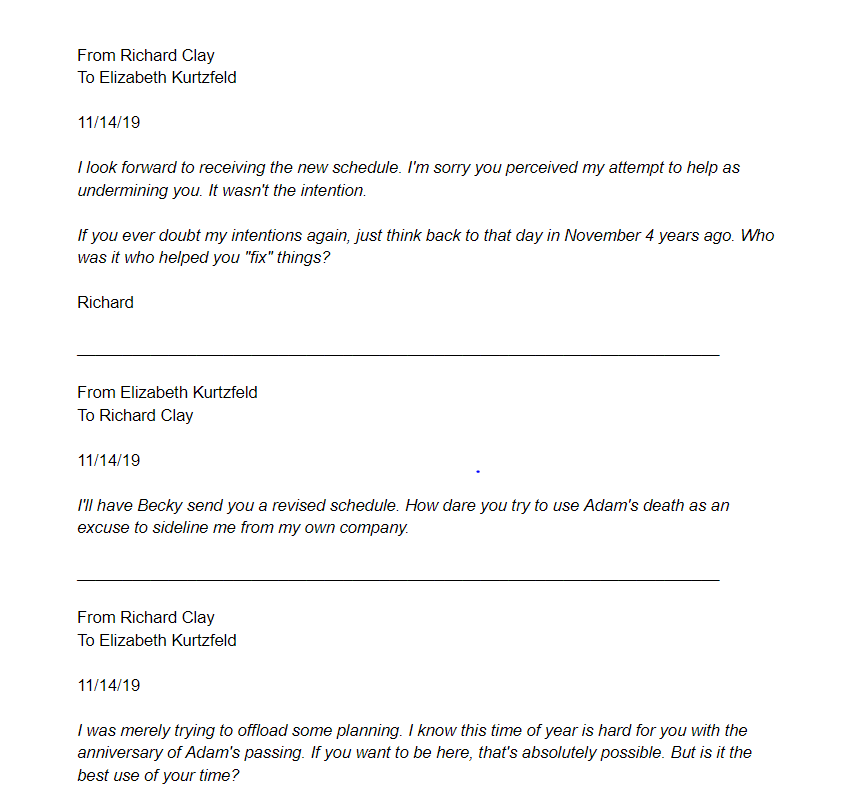 From Richard Clay
To Elizabeth Kurtzfeld
11/14/19
I look forward to receiving the new schedule. I'm sorry you perceived my attempt to help as
undermining you. It wasn't the intention.
If you ever doubt my intentions again, just think back to that day in November 4 years ago. Who
was it who helped you "fix" things?
Richard
From Elizabeth Kurtzfeld
To Richard Clay
11/14/19
I'll have Becky send you a revised schedule. How dare you try to use Adam's death as an
excuse to sideline me from my own company.
From Richard Clay
To Elizabeth Kurtzfeld
11/14/19
I was merely trying to offload some planning. I know this time of year is hard for you with the
anniversary of Adam's passing. If you want to be here, that's absolutely possible. But is it the
best use of your time?